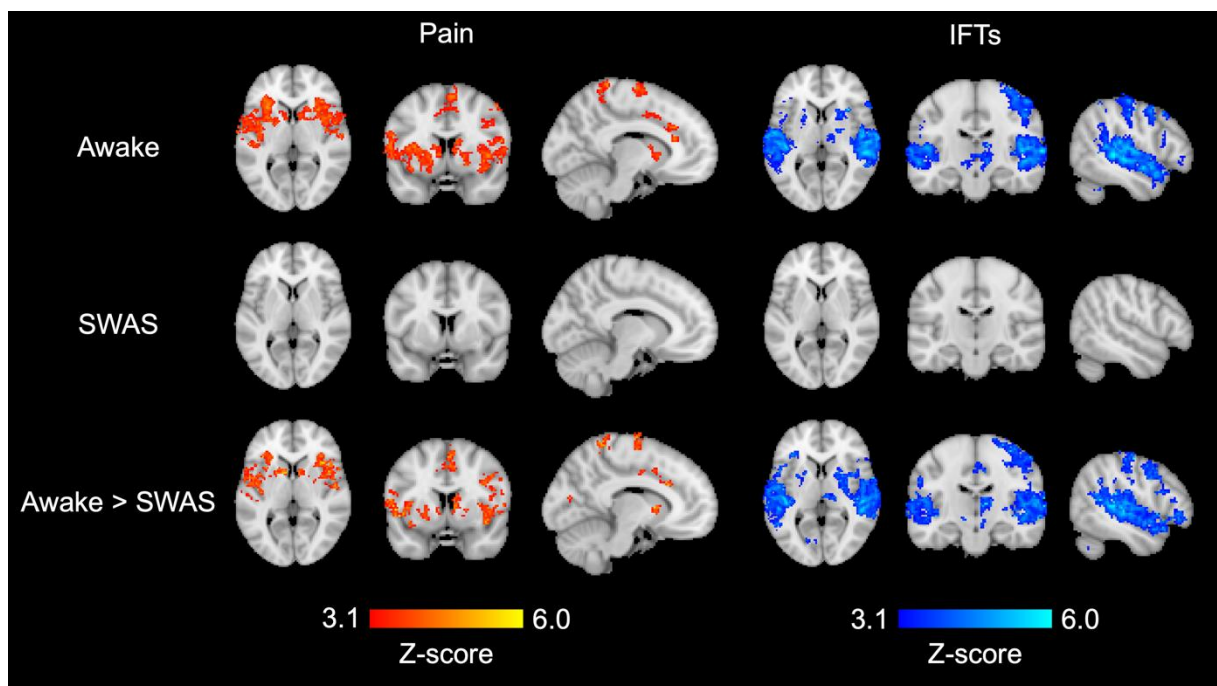 Pain IFTs
Awake
SWAS
Awake > SWAS
3.1 6.0 3.1 6.0
Z-score Z-score